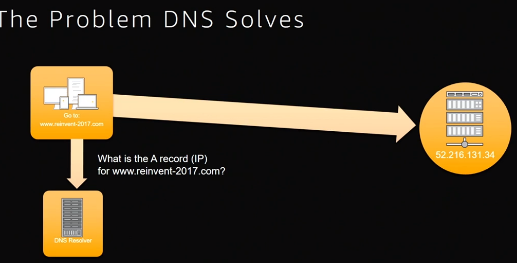 The Problem DNS Solves
Go to:
www.reinvent-2017.com
52.216.131.34
What is the A record (IP)
for www.reinvent-2017.com?
DNS Resolver